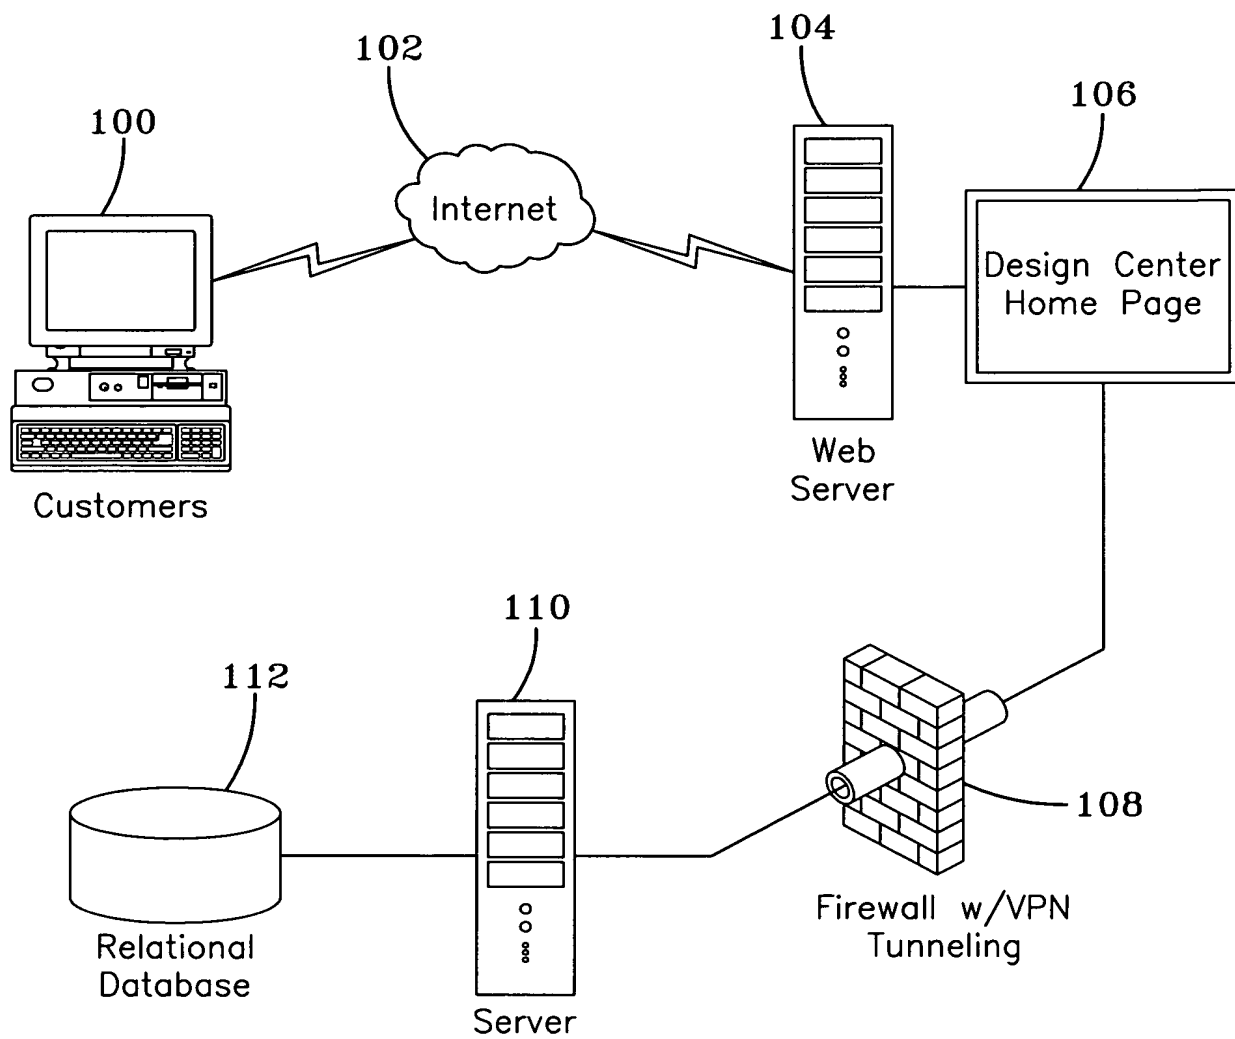 102
104
106
100
Internet
Design Center
Home Page
Web
Server
Customers
110
112
108
Firewall w/VPN
Tunneling
Relational
Database
Server